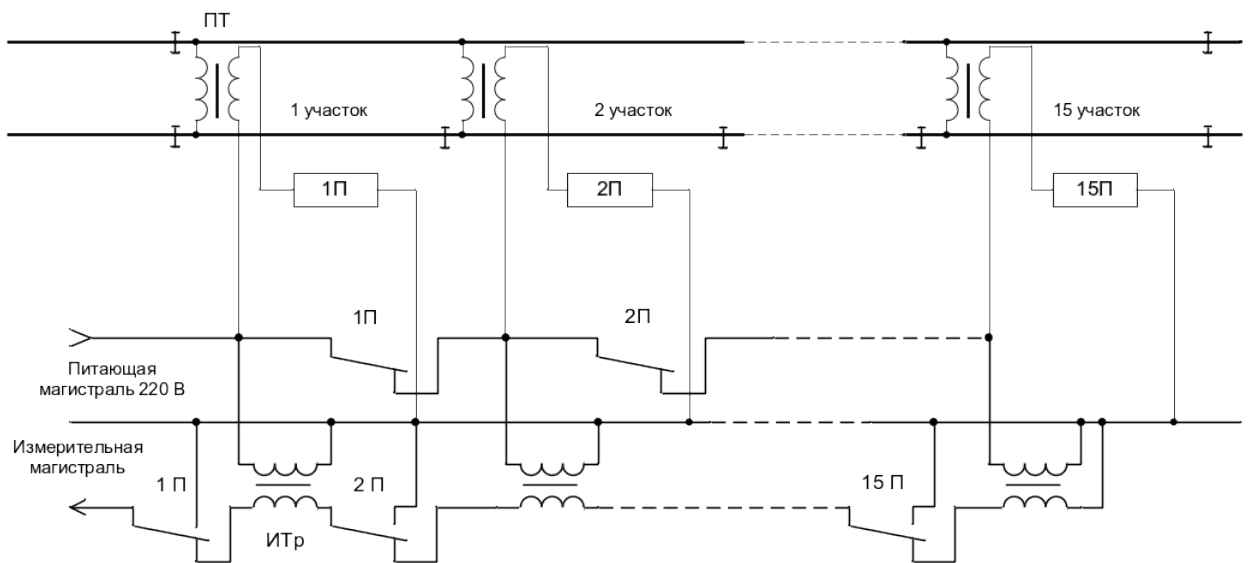 ПТ
1 участок
2 участок
15 участок
1П
2П
15П
1П
2П
Питающая
магистраль 220 В
Измерительная
магистраль
1 П
2 П
15 П
ИТр